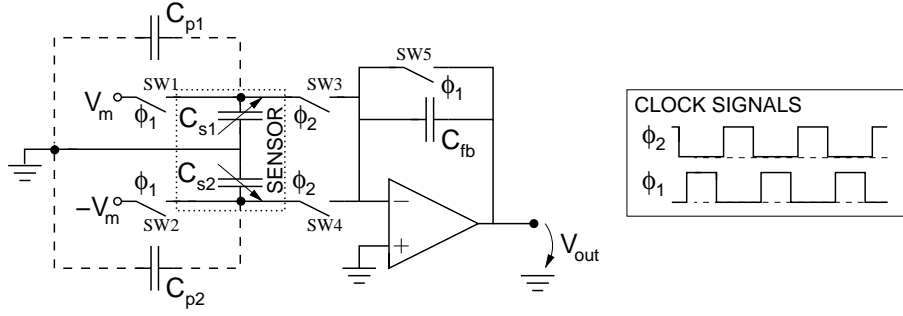 C_p1
SW1
SW3
SW5
V_m
ϕ_1
C_s1
ϕ_2
ϕ_1
C_fb
SENSOR
ϕ_1
C_s2
ϕ_2
–V_m
SW2
SW4
−
+
V_out
C_p2
CLOCK SIGNALS
ϕ_2
ϕ_1